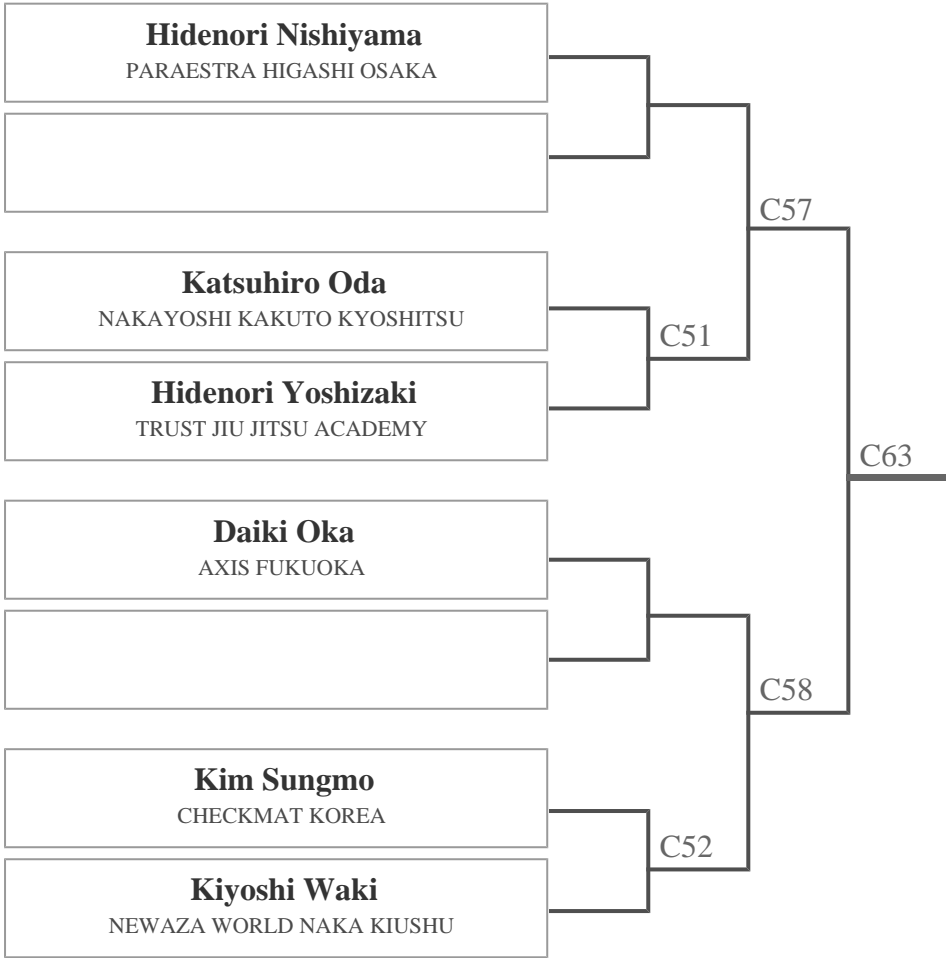 Hidenori Nishiyama
PARAESTRA HIGASHI OSAKA
C57
Katsuhiro Oda
NAKAYOSHI KAKUTO KYOSHITSU
C51
Hidenori Yoshizaki
TRUST JIU JITSU ACADEMY
C63
Daiki Oka
AXIS FUKUOKA
C58
Kim Sungmo
CHECKMAT KOREA
C52
Kiyoshi Waki
NEWAZA WORLD NAKA KIUSHU